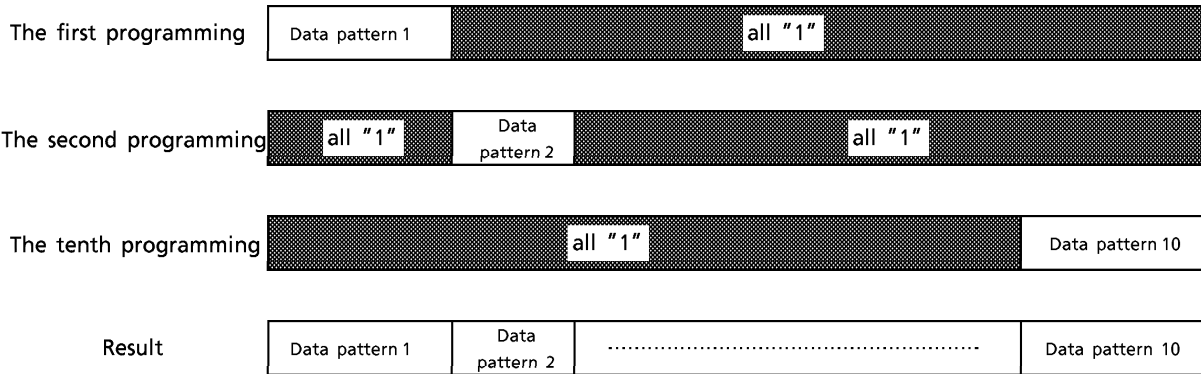 The first programming Data pattern 1 all "1"
The second programming all "1" Data pattern 2 all "1"
The tenth programming all "1" Data pattern 10
Result Data pattern 1 Data pattern 2 Data pattern 10